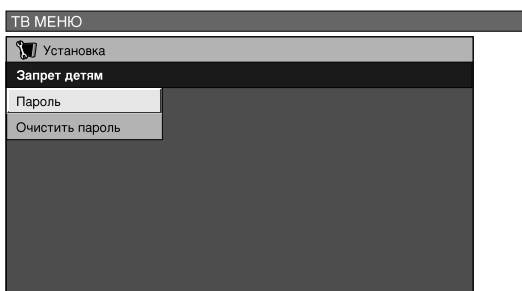 ТВ МЕНЮ
Установка
Запрет детям
Пароль
Очистить пароль